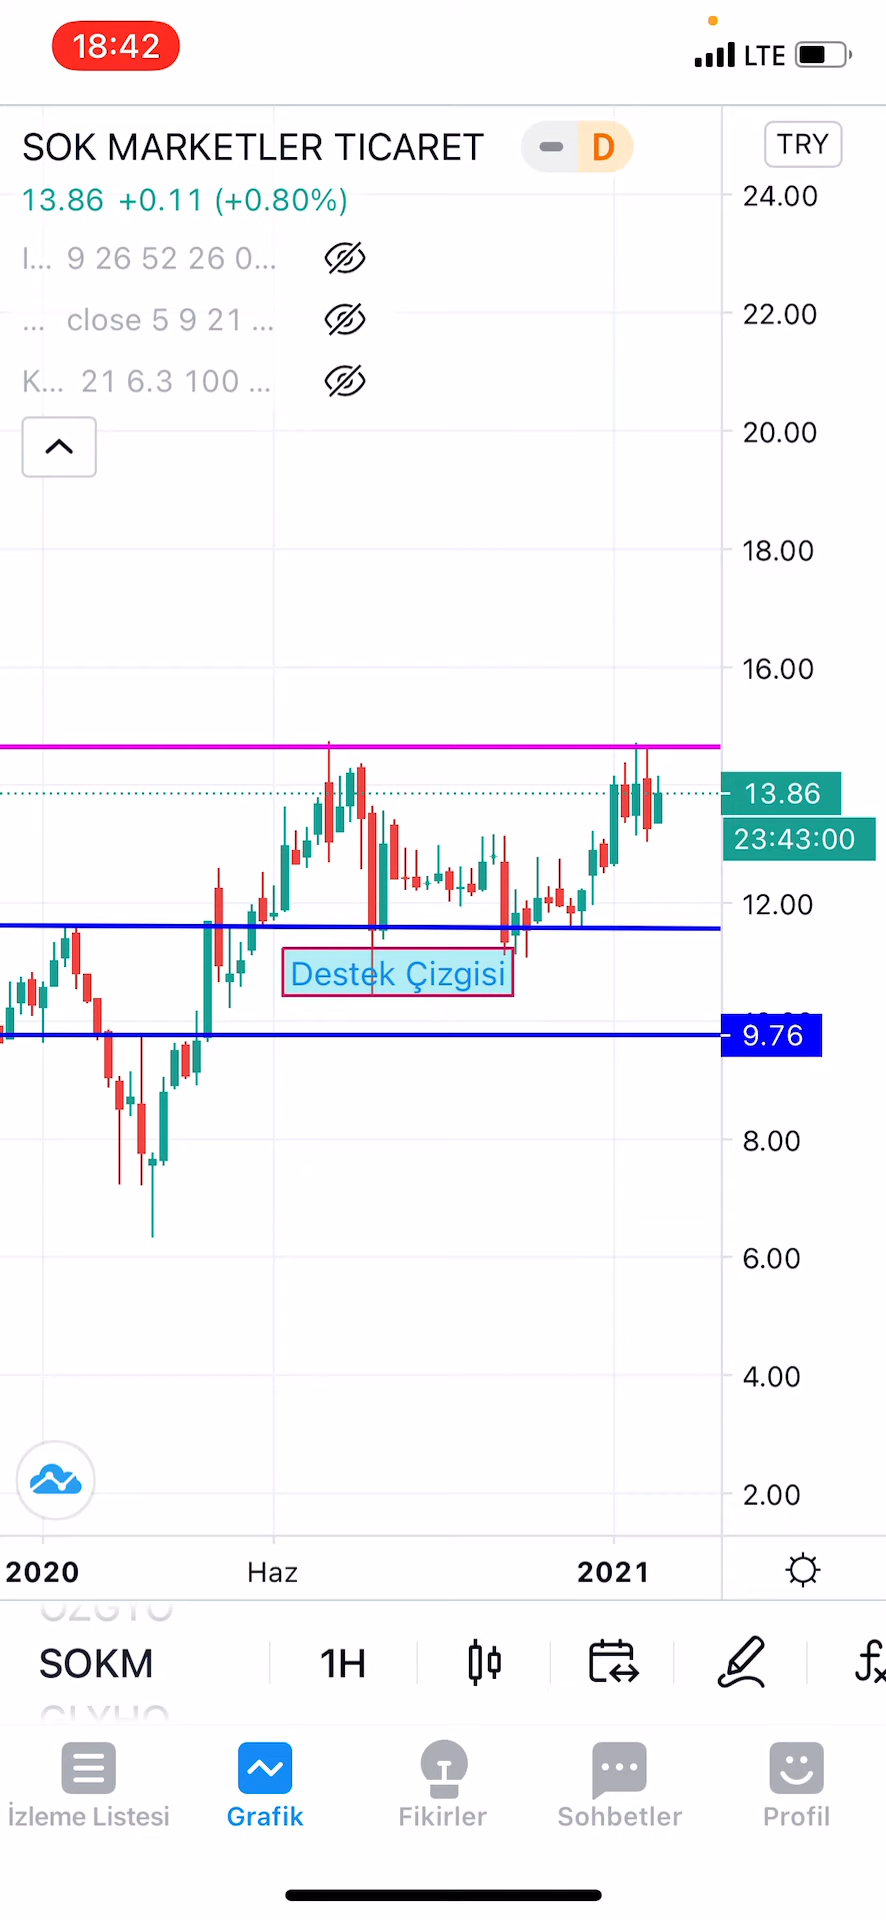 18:42
LTE
SOK MARKETLER TICARET
D
TRY
13.86 +0.11 (+0.80%)
I... 9 26 52 26 0...
... close 5 9 21 ...
K... 21 6.3 100 ...
24.00
22.00
20.00
18.00
16.00
13.86
23:43:00
12.00
Destek Çizgisi
9.76
8.00
6.00
4.00
2.00
2020
Haz
2021
SOKM
1H
İzleme Listesi
Grafik
Fikirler
Sohbetler
Profil